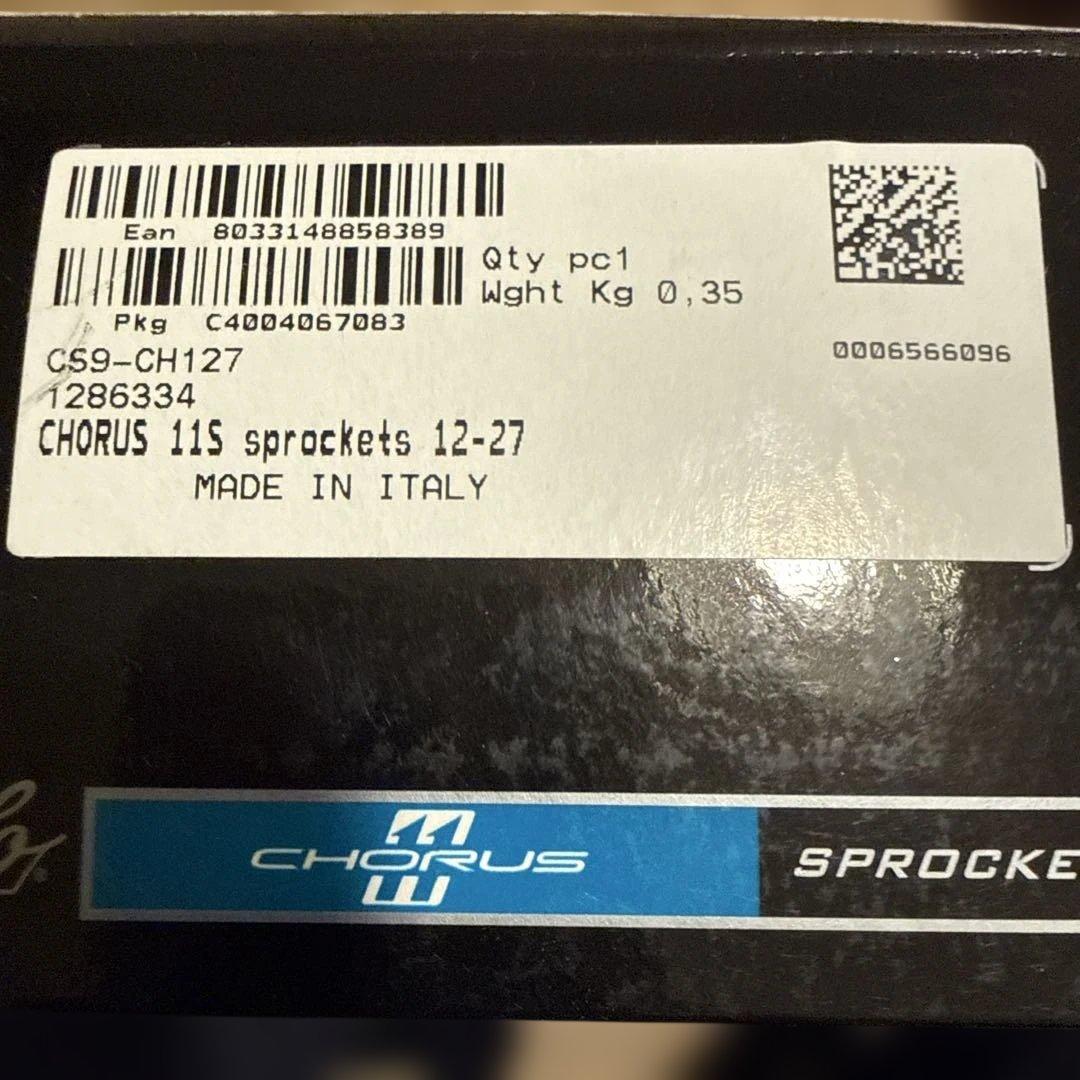 Ean 8033148858389
Qty pc1
Wght Kg 0,35
Pkg C4004067083
0006566096
CS9-CH127
1286334
CHORUS 11S sprockets 12-27
MADE IN ITALY
CHORUS
SPROCKE